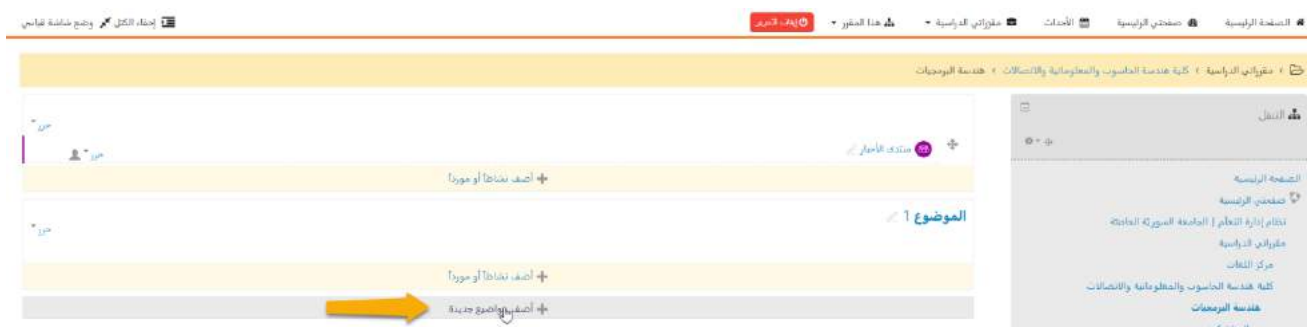 الصفحة الرئيسية صفحتي الرئيسية الأحداث مقرراتي الدراسية هذا المقرر إيقاف التحرير إخفاء الكتل وضع شاشة قياسي
مقرراتي الدراسية › كلية هندسة الحاسوب والمعلوماتية والاتصالات › هندسة البرمجيات
التنقل
حرر
منتدى الأخبار
حرر
أضف نشاطاً أو مورداً
الموضوع 1
حرر
أضف نشاطاً أو مورداً
أضف مواضيع جديدة
الصفحة الرئيسية
صفحتي الرئيسية
نظام إدارة التعلم | الجامعة السورية الخاصة
مقرراتي الدراسية
مركز اللغات
كلية هندسة الحاسوب والمعلوماتية والاتصالات
هندسة البرمجيات